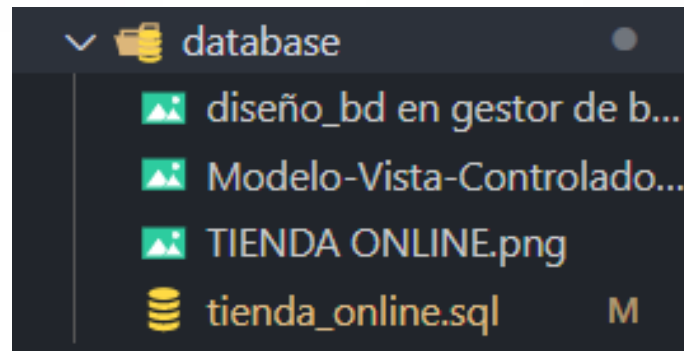 database
diseño_bd en gestor de b...
Modelo-Vista-Controlado...
TIENDA ONLINE.png
tienda_online.sql M